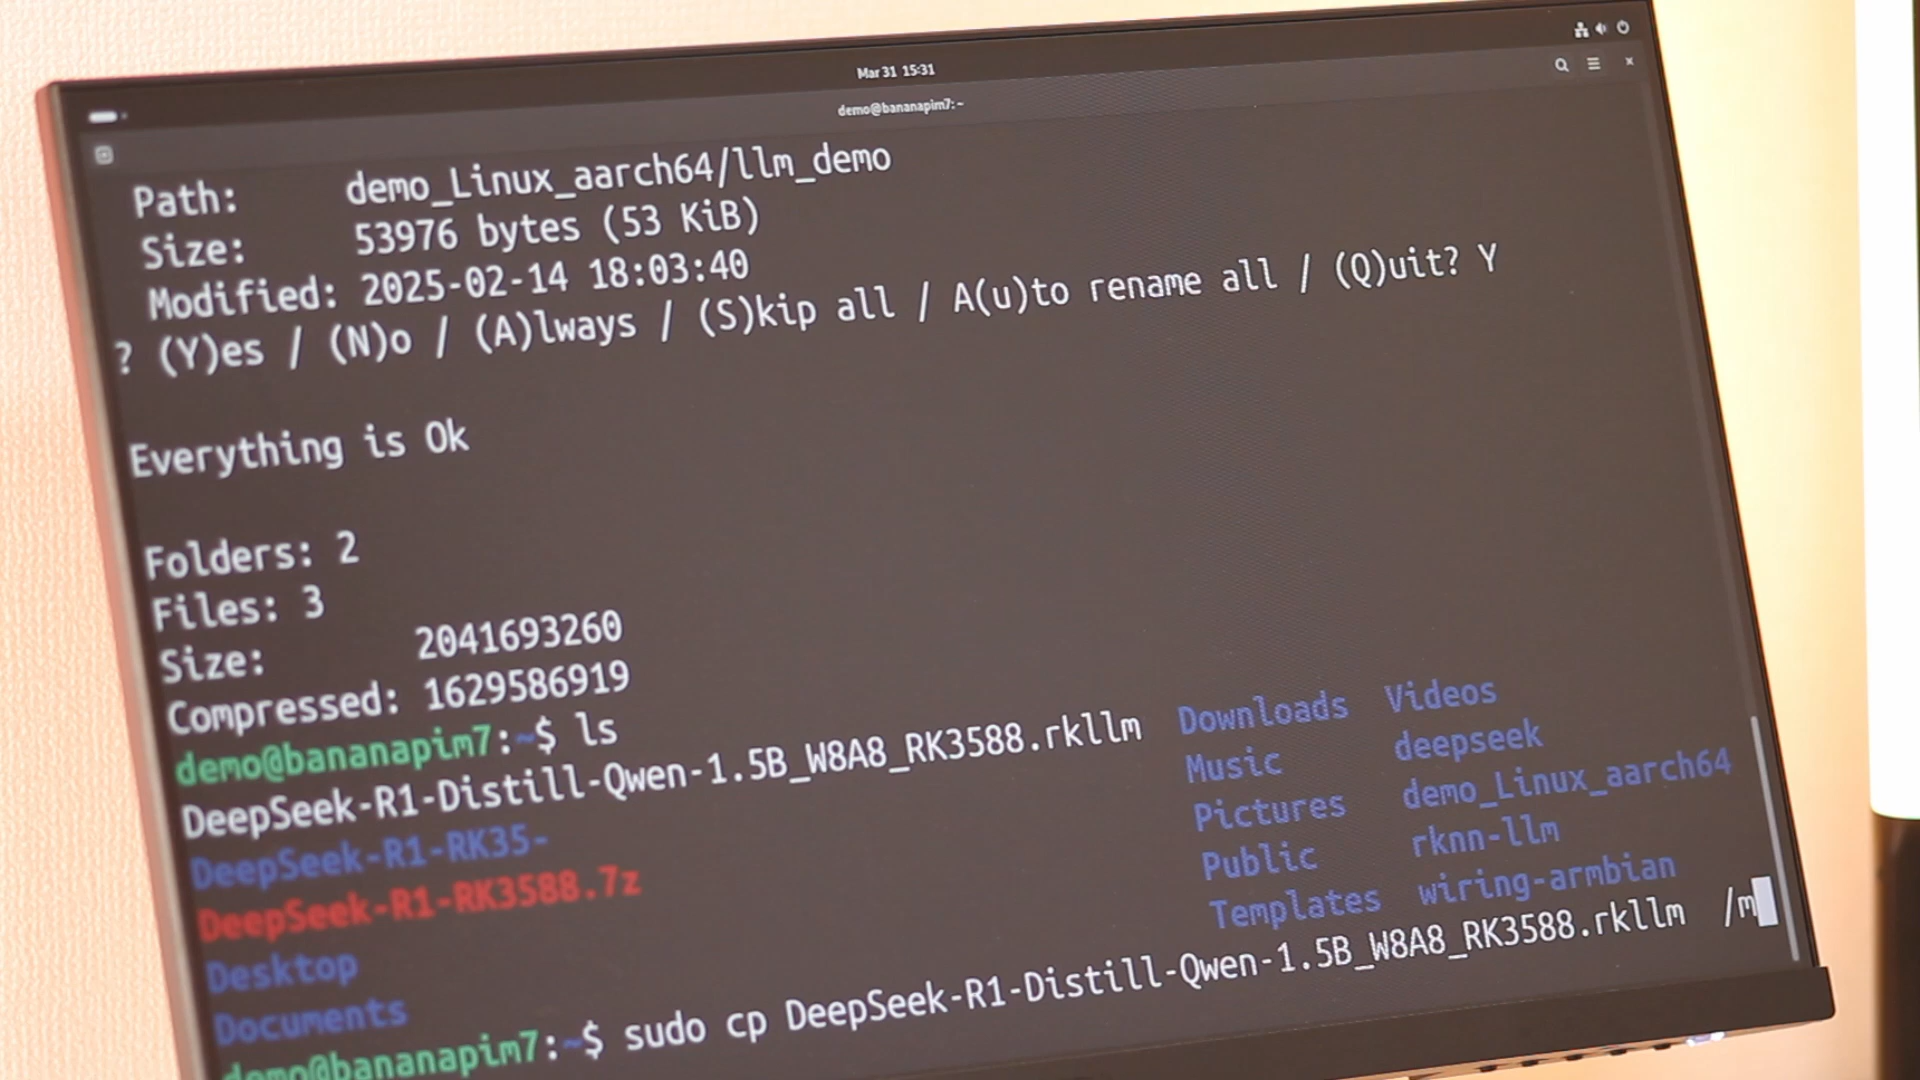 Mar 31 15:31
demo@bananapim7: ~
Path: demo_Linux_aarch64/llm_demo
Size: 53976 bytes (53 KiB)
Modified: 2025-02-14 18:03:40
? (Y)es / (N)o / (A)lways / (S)kip all / A(u)to rename all / (Q)uit? Y
Everything is Ok
Folders: 2
Files: 3
Size: 2041693260
Compressed: 1629586919
demo@bananapim7:~$ ls
DeepSeek-R1-Distill-Qwen-1.5B_W8A8_RK3588.rkllm Downloads Videos
DeepSeek-R1-RK35- Music deepseek
DeepSeek-R1-RK3588.7z Pictures demo_Linux_aarch64
Desktop Public rknn-llm
Documents Templates wiring-armbian
demo@bananapim7:~$ sudo cp DeepSeek-R1-Distill-Qwen-1.5B_W8A8_RK3588.rkllm /m